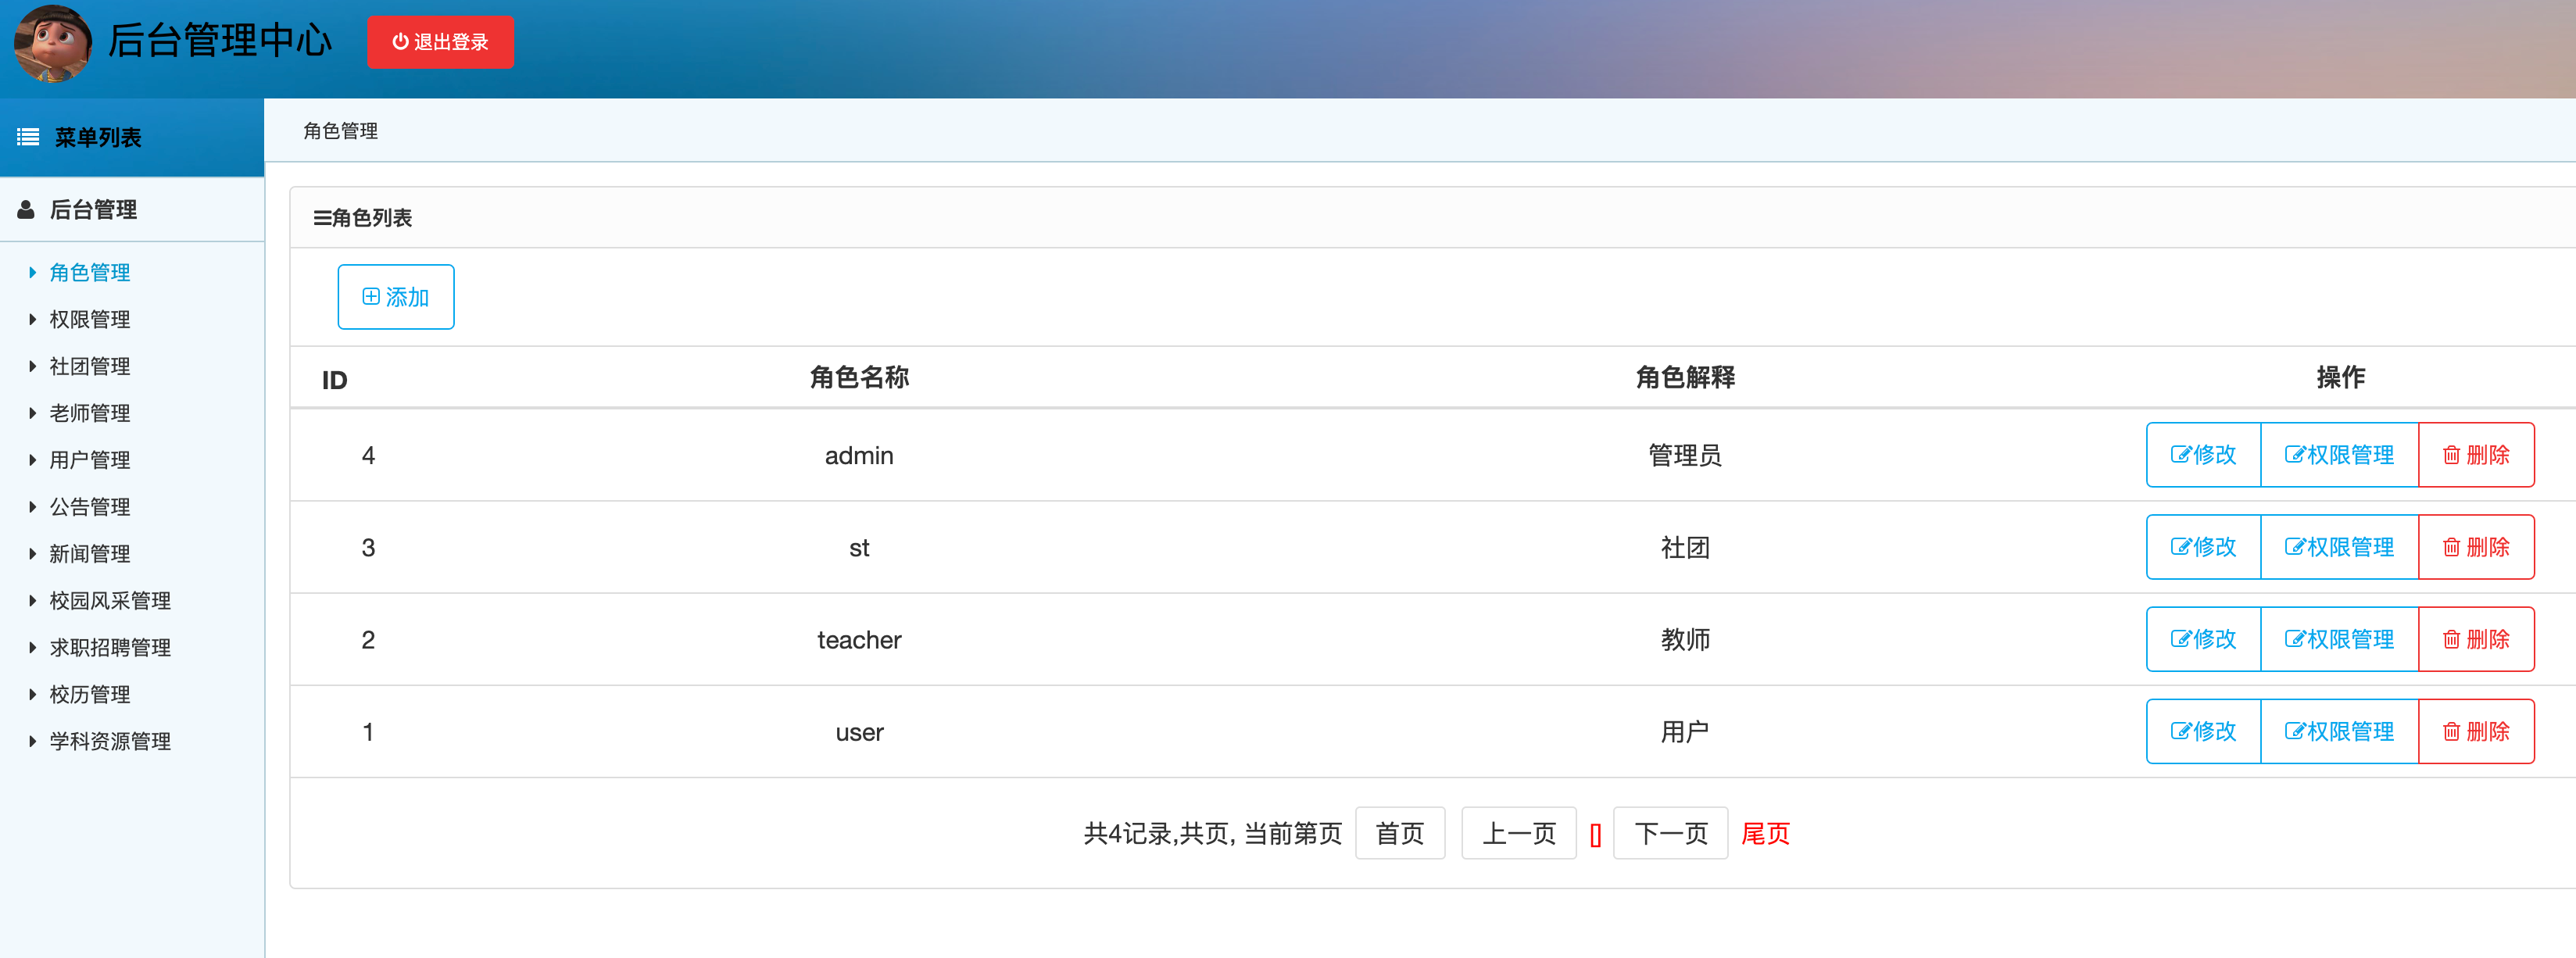 后台管理中心 退出登录
菜单列表
角色管理
后台管理
角色管理
权限管理
社团管理
老师管理
用户管理
公告管理
新闻管理
校园风采管理
求职招聘管理
校历管理
学科资源管理
角色列表
添加
ID 角色名称 角色解释 操作
4 admin 管理员 修改 权限管理 删除
3 st 社团 修改 权限管理 删除
2 teacher 教师 修改 权限管理 删除
1 user 用户 修改 权限管理 删除
共4记录,共页, 当前第页 首页 上一页 [] 下一页 尾页